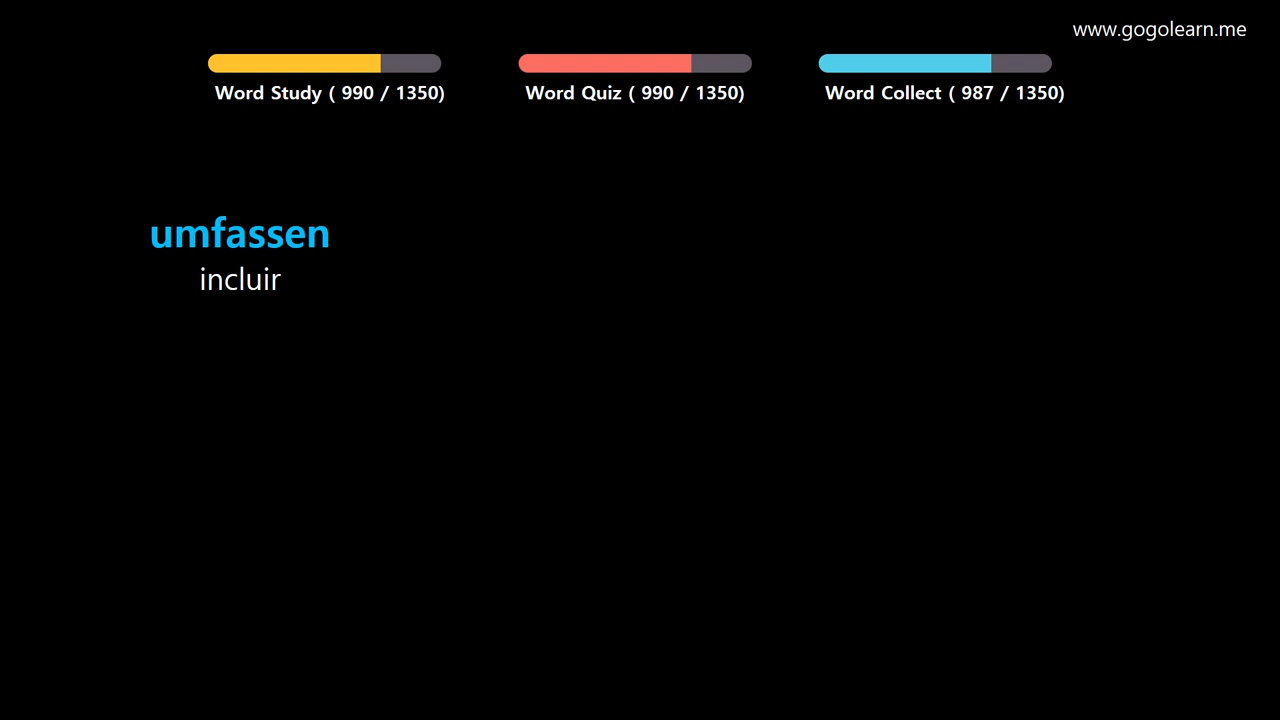 www.gogolearn.me
Word Study ( 990 / 1350)
Word Quiz ( 990 / 1350)
Word Collect ( 987 / 1350)
umfassen
incluir